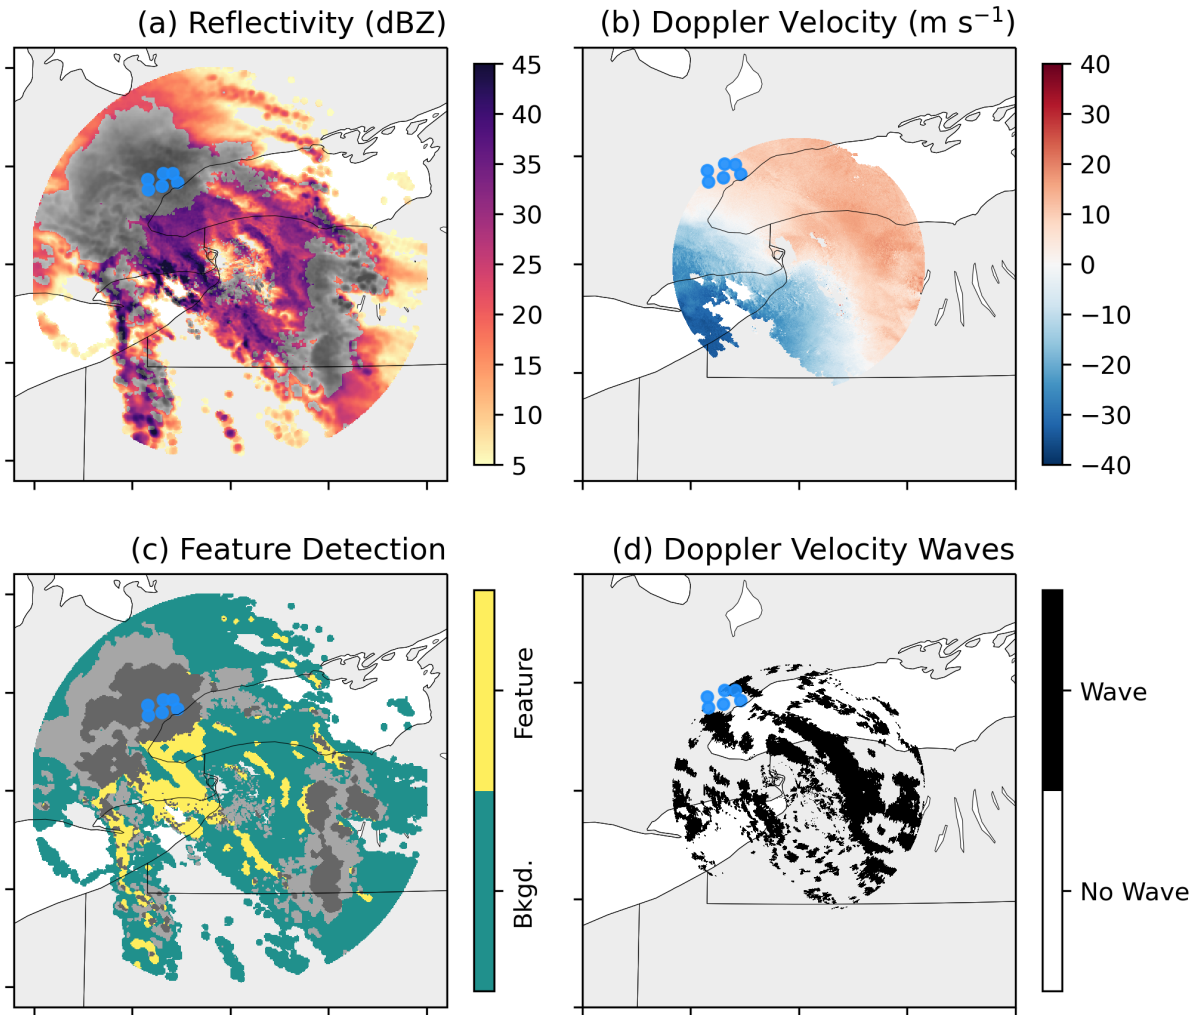 (a) Reflectivity (dBZ)
45
40
35
30
25
20
15
10
5
(b) Doppler Velocity (m s⁻¹)
40
30
20
10
0
−10
−20
−30
−40
(c) Feature Detection
Feature
Bkgd.
(d) Doppler Velocity Waves
Wave
No Wave